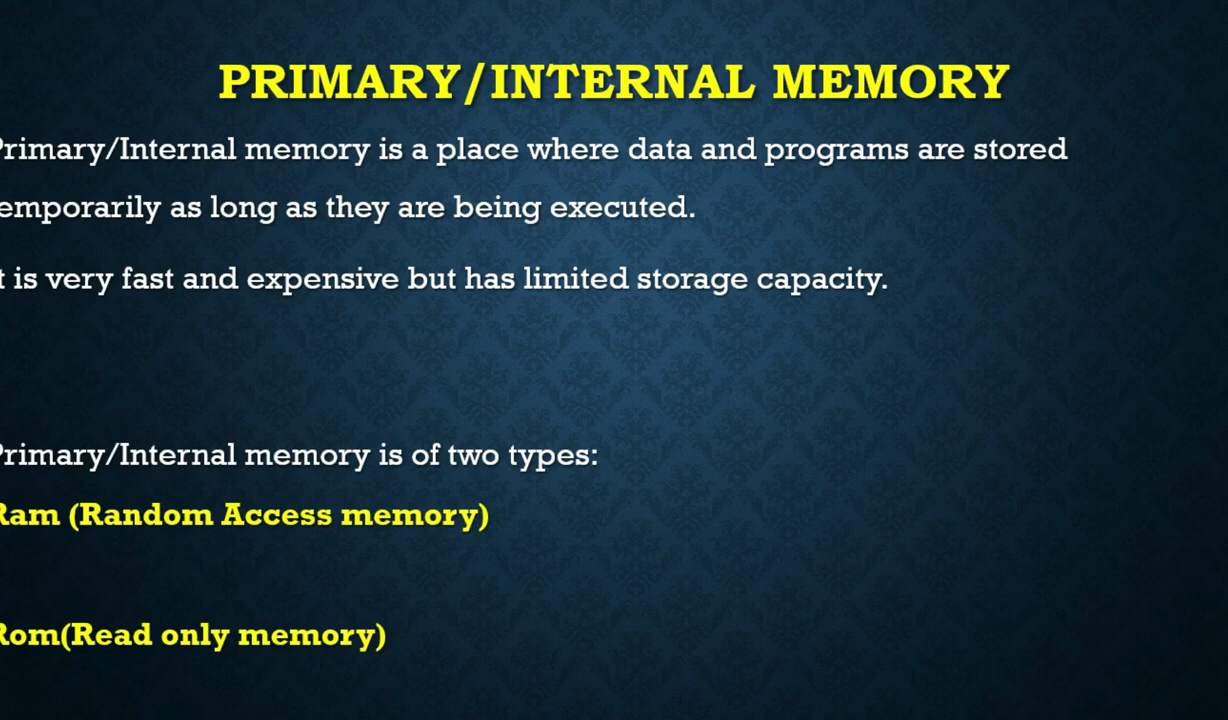 PRIMARY/INTERNAL MEMORY
Primary/Internal memory is a place where data and programs are stored
temporarily as long as they are being executed.
It is very fast and expensive but has limited storage capacity.
Primary/Internal memory is of two types:
Ram (Random Access memory)
Rom(Read only memory)